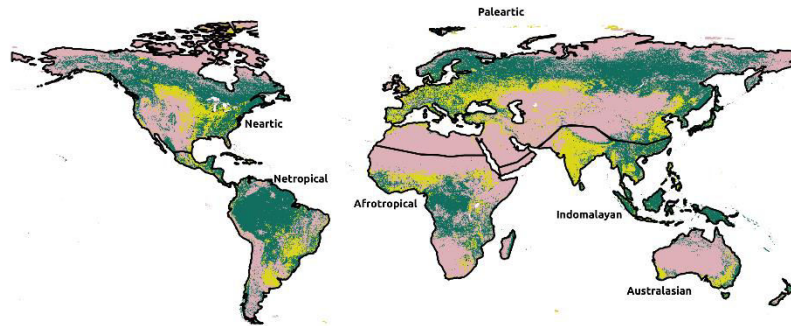 Paleartic
Neartic
Netropical
Afrotropical
Indomalayan
Australasian